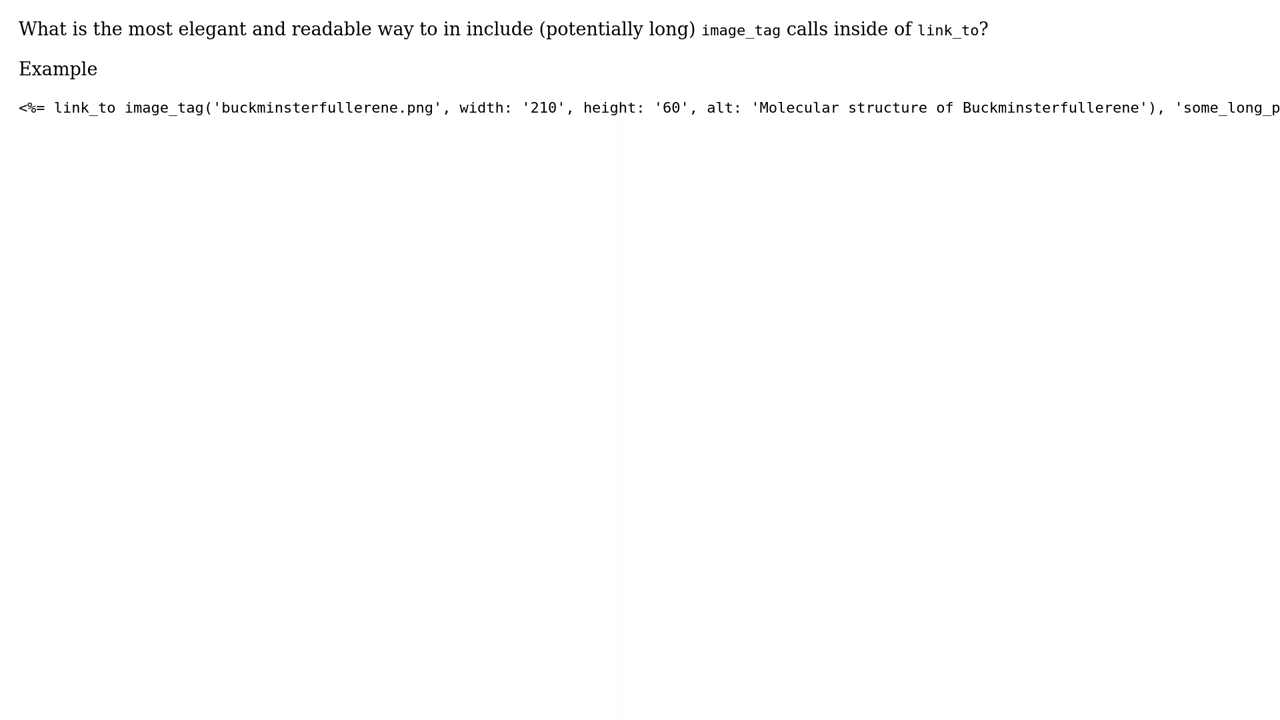 What is the most elegant and readable way to in include (potentially long) image_tag calls inside of link_to?
Example
<%= link_to image_tag('buckminsterfullerene.png', width: '210', height: '60', alt: 'Molecular structure of Buckminsterfullerene'), 'some_long_p